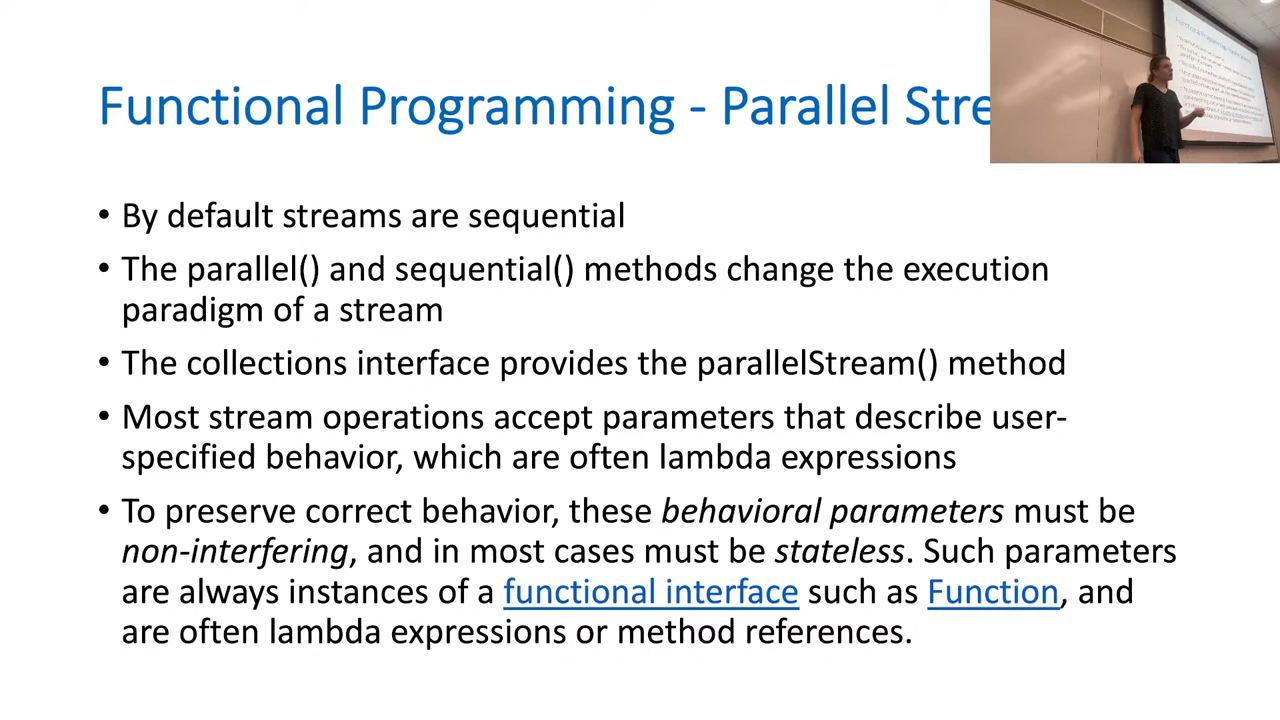 Functional Programming - Parallel Stre
• By default streams are sequential
• The parallel() and sequential() methods change the execution
paradigm of a stream
• The collections interface provides the parallelStream() method
• Most stream operations accept parameters that describe user-
specified behavior, which are often lambda expressions
• To preserve correct behavior, these behavioral parameters must be
non-interfering, and in most cases must be stateless. Such parameters
are always instances of a functional interface such as Function, and
are often lambda expressions or method references.